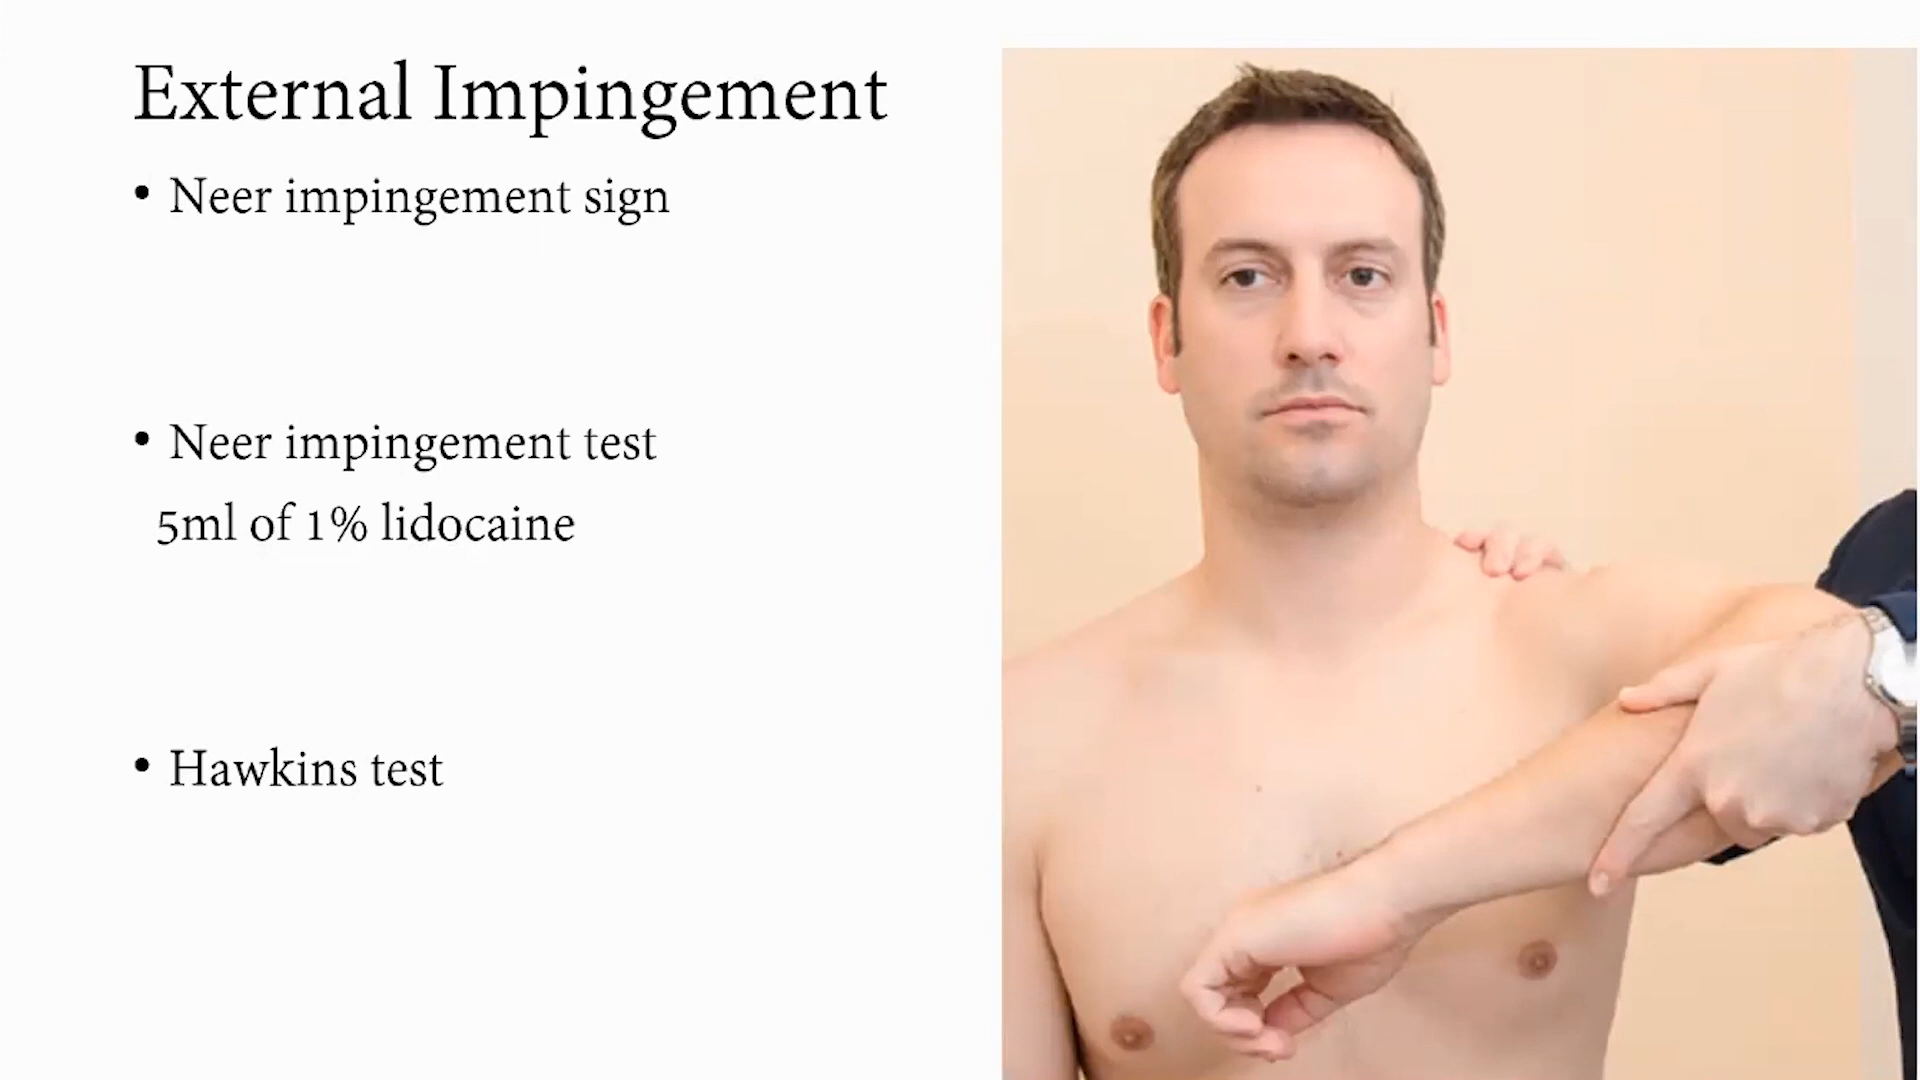 External Impingement
• Neer impingement sign
• Neer impingement test
5ml of 1% lidocaine
• Hawkins test